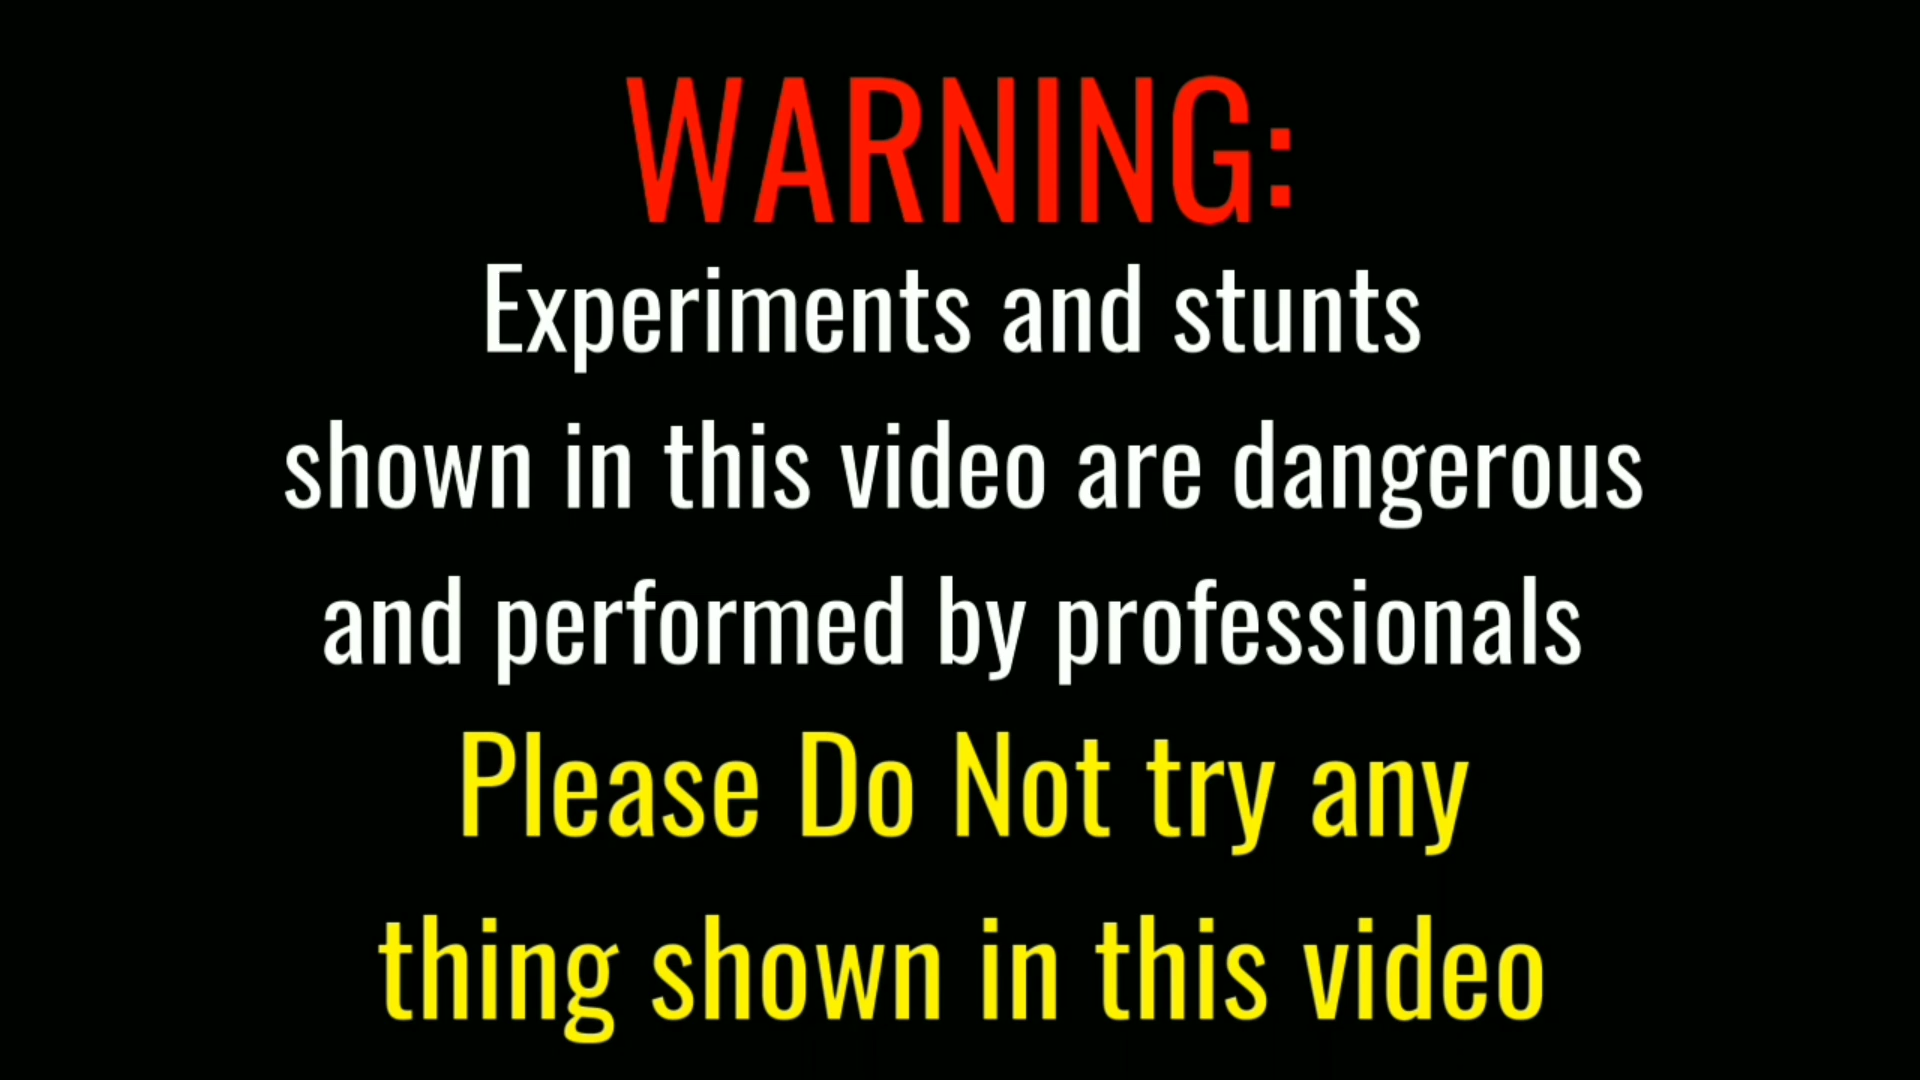 WARNING:
Experiments and stunts
shown in this video are dangerous
and performed by professionals
Please Do Not try any
thing shown in this video